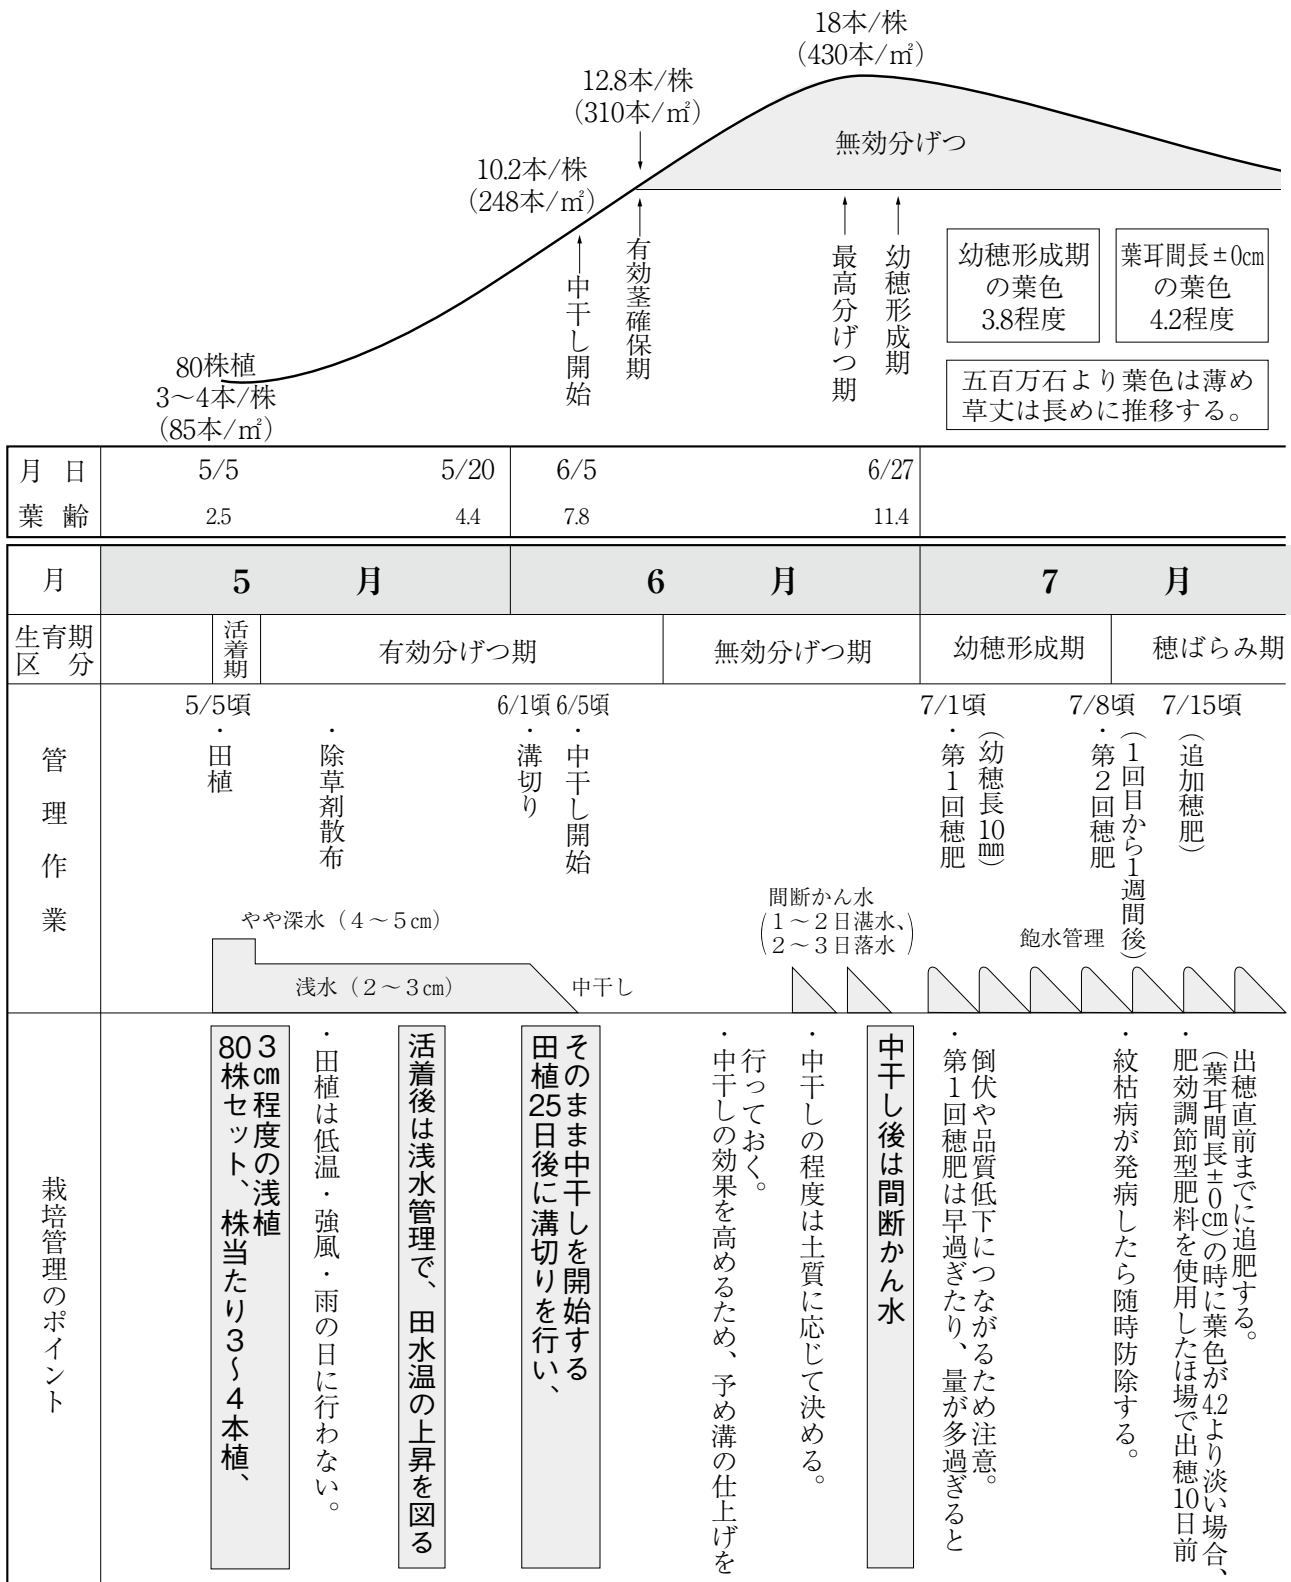 18本/株
（430本/㎡）
12.8本/株
（310本/㎡）
無効分げつ
10.2本/株
（248本/㎡）
中干し開始
有効茎確保期
最高分げつ期
幼穂形成期
幼穂形成期
の葉色
3.8程度
葉耳間長±0cm
の葉色
4.2程度
五百万石より葉色は薄め
草丈は長めに推移する。
80株植
3〜4本/株
（85本/㎡）
月日 5/5 5/20 6/5 6/27
葉齢 2.5 4.4 7.8 11.4
月 5月 6月 7月
生育期
区分
活着期
有効分げつ期
無効分げつ期
幼穂形成期
穂ばらみ期
管理作業
5/5頃
・田植
・除草剤散布
6/1頃
・溝切り
6/5頃
・中干し開始
7/1頃
・第1回穂肥
（幼穂長10㎜）
7/8頃
・第2回穂肥
（1回目から1週間後）
7/15頃
（追加穂肥）
やや深水（4〜5㎝）
浅水（2〜3㎝）
中干し
間断かん水
（1〜2日湛水、
2〜3日落水）
飽水管理
栽培管理のポイント
3㎝程度の浅植
80株セット、株当たり3〜4本植、
・田植は低温・強風・雨の日に行わない。
活着後は浅水管理で、田水温の上昇を図る
田植25日後に溝切りを行い、
そのまま中干しを開始する
・中干しの効果を高めるため、予め溝の仕上げを
行っておく。
・中干しの程度は土質に応じて決める。
中干し後は間断かん水
・第1回穂肥は早過ぎたり、量が多過ぎると
倒伏や品質低下につながるため注意。
・紋枯病が発病したら随時防除する。
・肥効調節型肥料を使用したほ場で出穂10日前
（葉耳間長±0㎝）の時に葉色が4.2より淡い場合、
出穂直前までに追肥する。